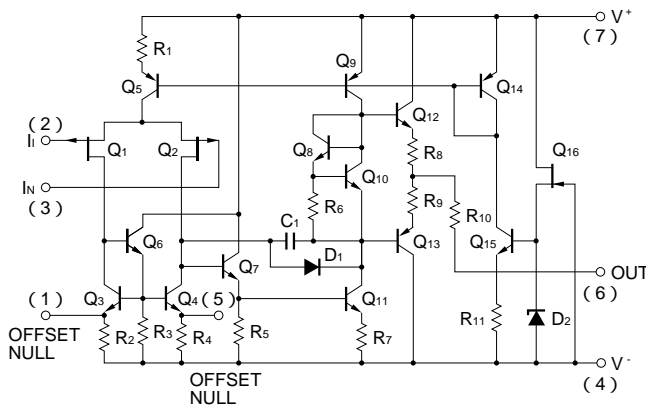 V+
(7)
R1
Q5
Q9
Q14
Q12
(2)
II
Q1
Q2
Q8
R8
Q16
IN
(3)
Q10
R6
R9
R10
C1
Q6
Q13
Q15
D1
Q7
OUT
(6)
(1)
Q3
Q4
(5)
Q11
OFFSET
NULL
R2
R3
R4
R5
R7
R11
D2
V-
(4)
OFFSET
NULL